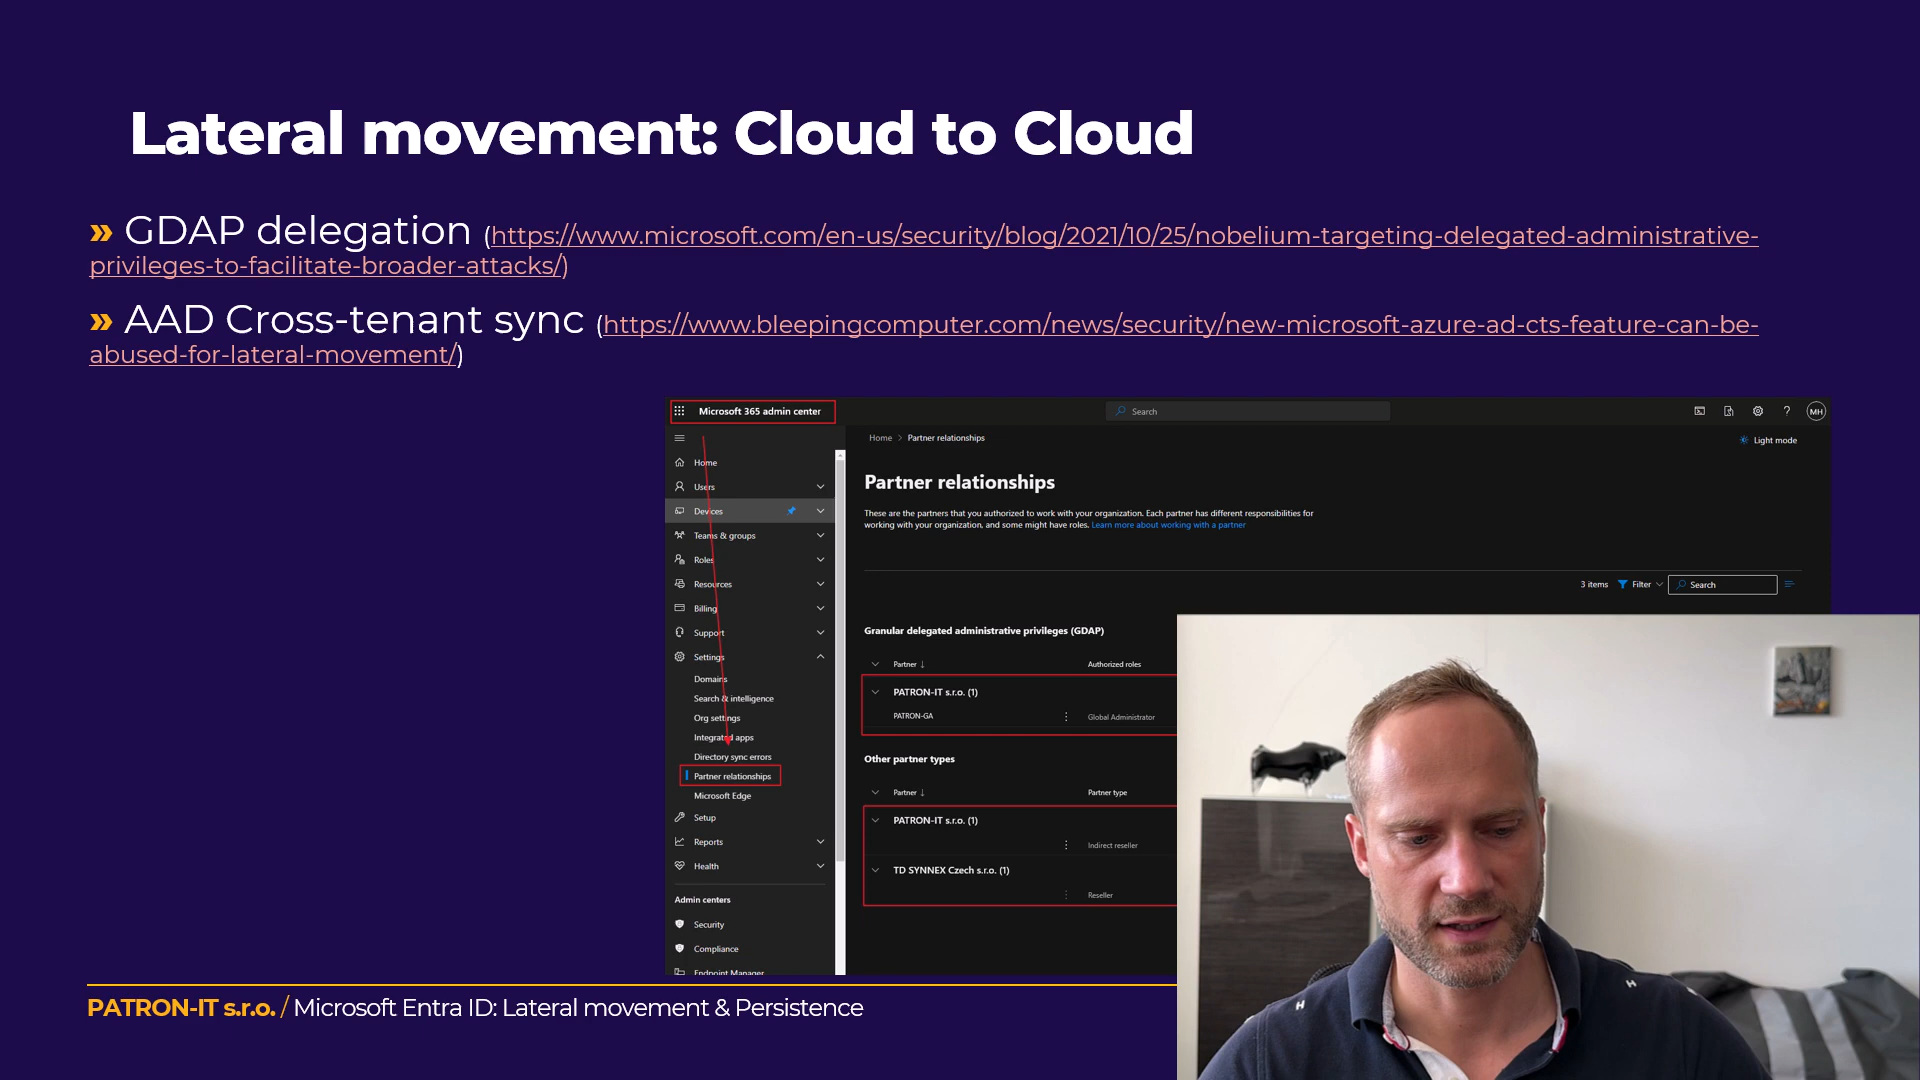 Lateral movement: Cloud to Cloud
» GDAP delegation (https://www.microsoft.com/en-us/security/blog/2021/10/25/nobelium-targeting-delegated-administrative-
privileges-to-facilitate-broader-attacks/)
» AAD Cross-tenant sync (https://www.bleepingcomputer.com/news/security/new-microsoft-azure-ad-cts-feature-can-be-
abused-for-lateral-movement/)
Microsoft 365 admin center
Search
? MH
Home
Users
Devices
Teams & groups
Roles
Resources
Billing
Support
Settings
Domains
Search & intelligence
Org settings
Integrated apps
Directory sync errors
Partner relationships
Microsoft Edge
Setup
Reports
Health
Admin centers
Security
Compliance
Endpoint Manager
Home > Partner relationships
Light mode
Partner relationships
These are the partners that you authorized to work with your organization. Each partner has different responsibilities for
working with your organization, and some might have roles. Learn more about working with a partner
3 items Filter Search
Granular delegated administrative privileges (GDAP)
Partner ↓ Authorized roles
PATRON-IT s.r.o. (1)
PATRON-GA Global Administrator
Other partner types
Partner ↓ Partner type
PATRON-IT s.r.o. (1)
Indirect reseller
TD SYNNEX Czech s.r.o. (1)
Reseller
PATRON-IT s.r.o. / Microsoft Entra ID: Lateral movement & Persistence